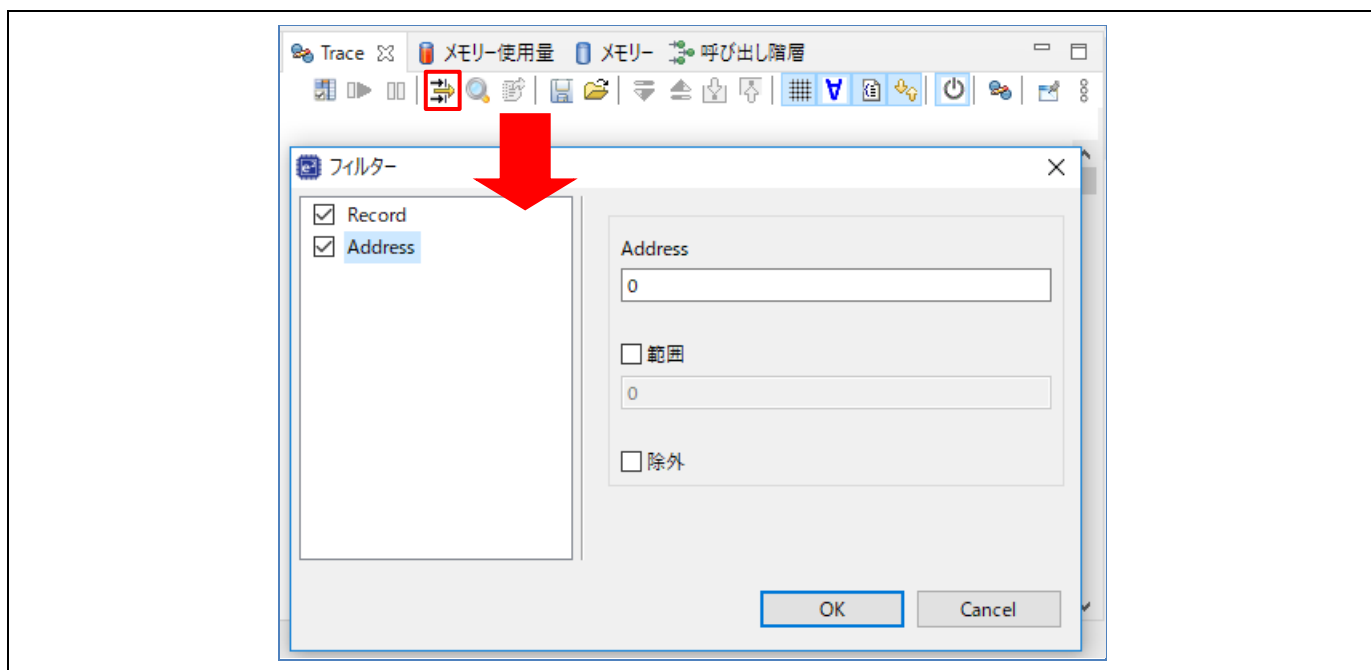 Trace メモリー使用量 メモリー 呼び出し階層
フィルター
Record
Address
Address
0
範囲
0
除外
OK Cancel